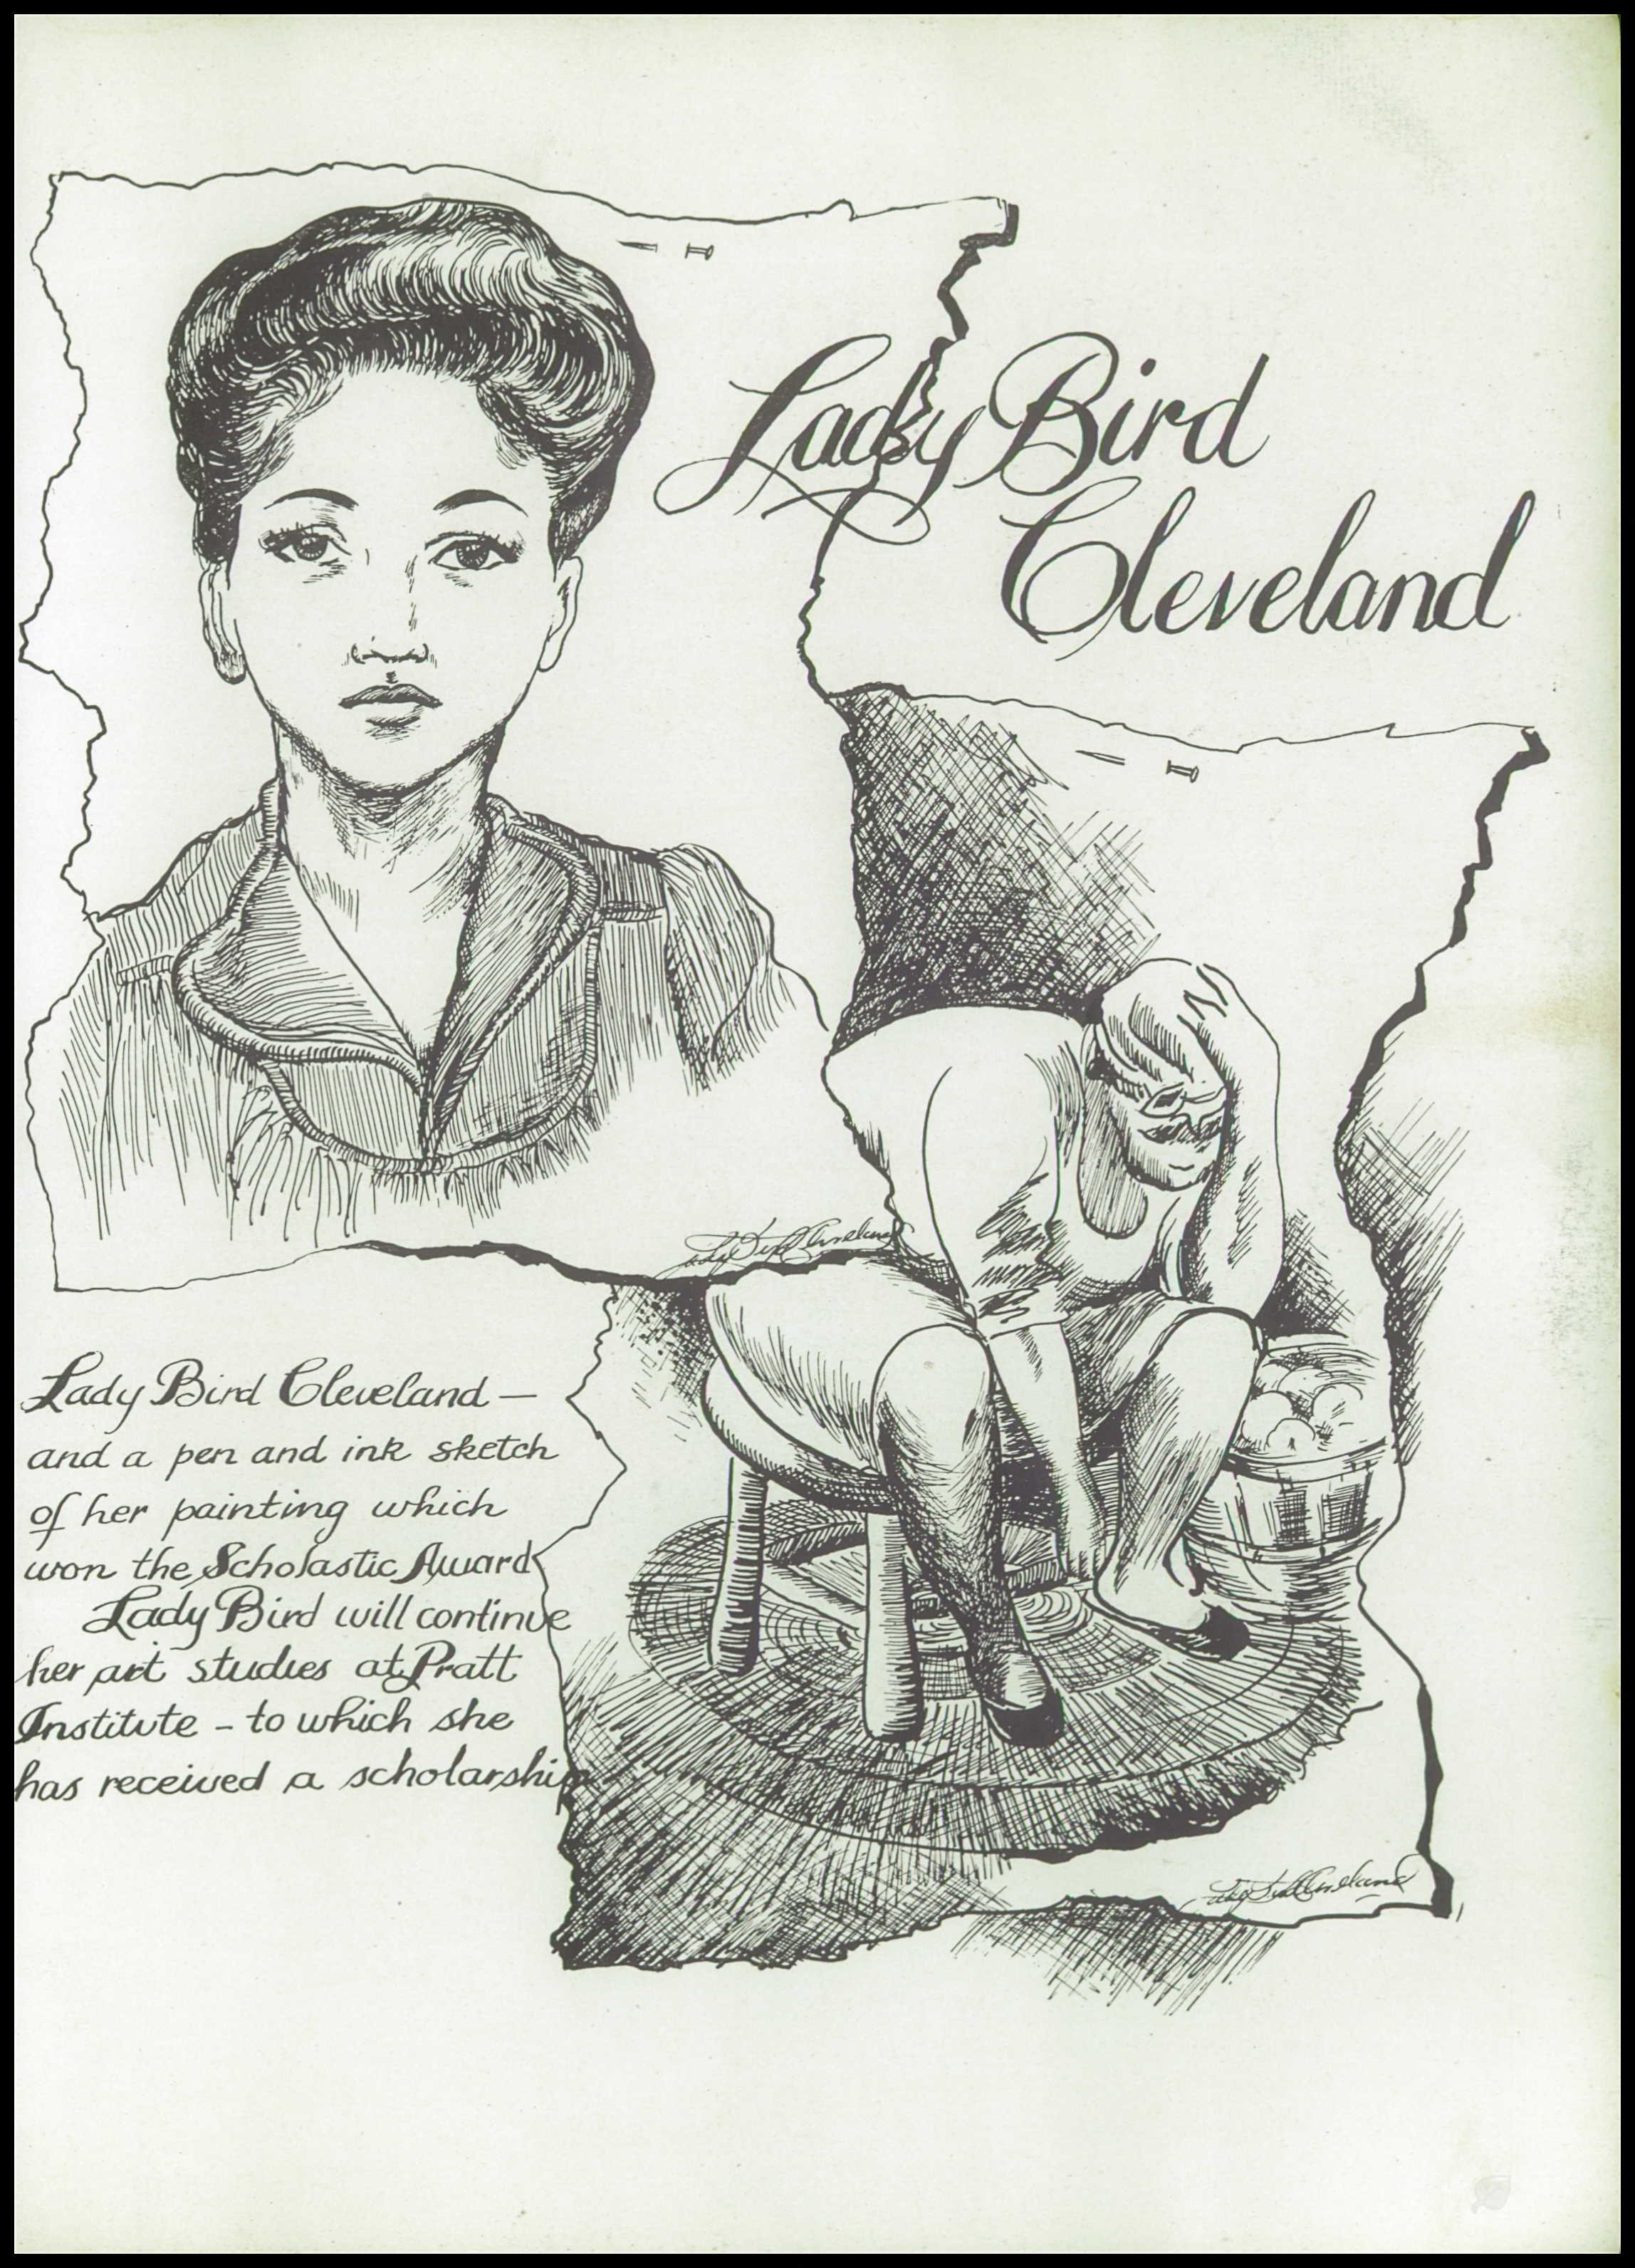 Lady Bird
Cleveland
Lady Bird Cleveland
Lady Bird Cleveland —
and a pen and ink sketch
of her painting which
won the Scholastic Award
Lady Bird will continue
her art studies at Pratt
Institute – to which she
has received a scholarship
Lady Bird Cleveland